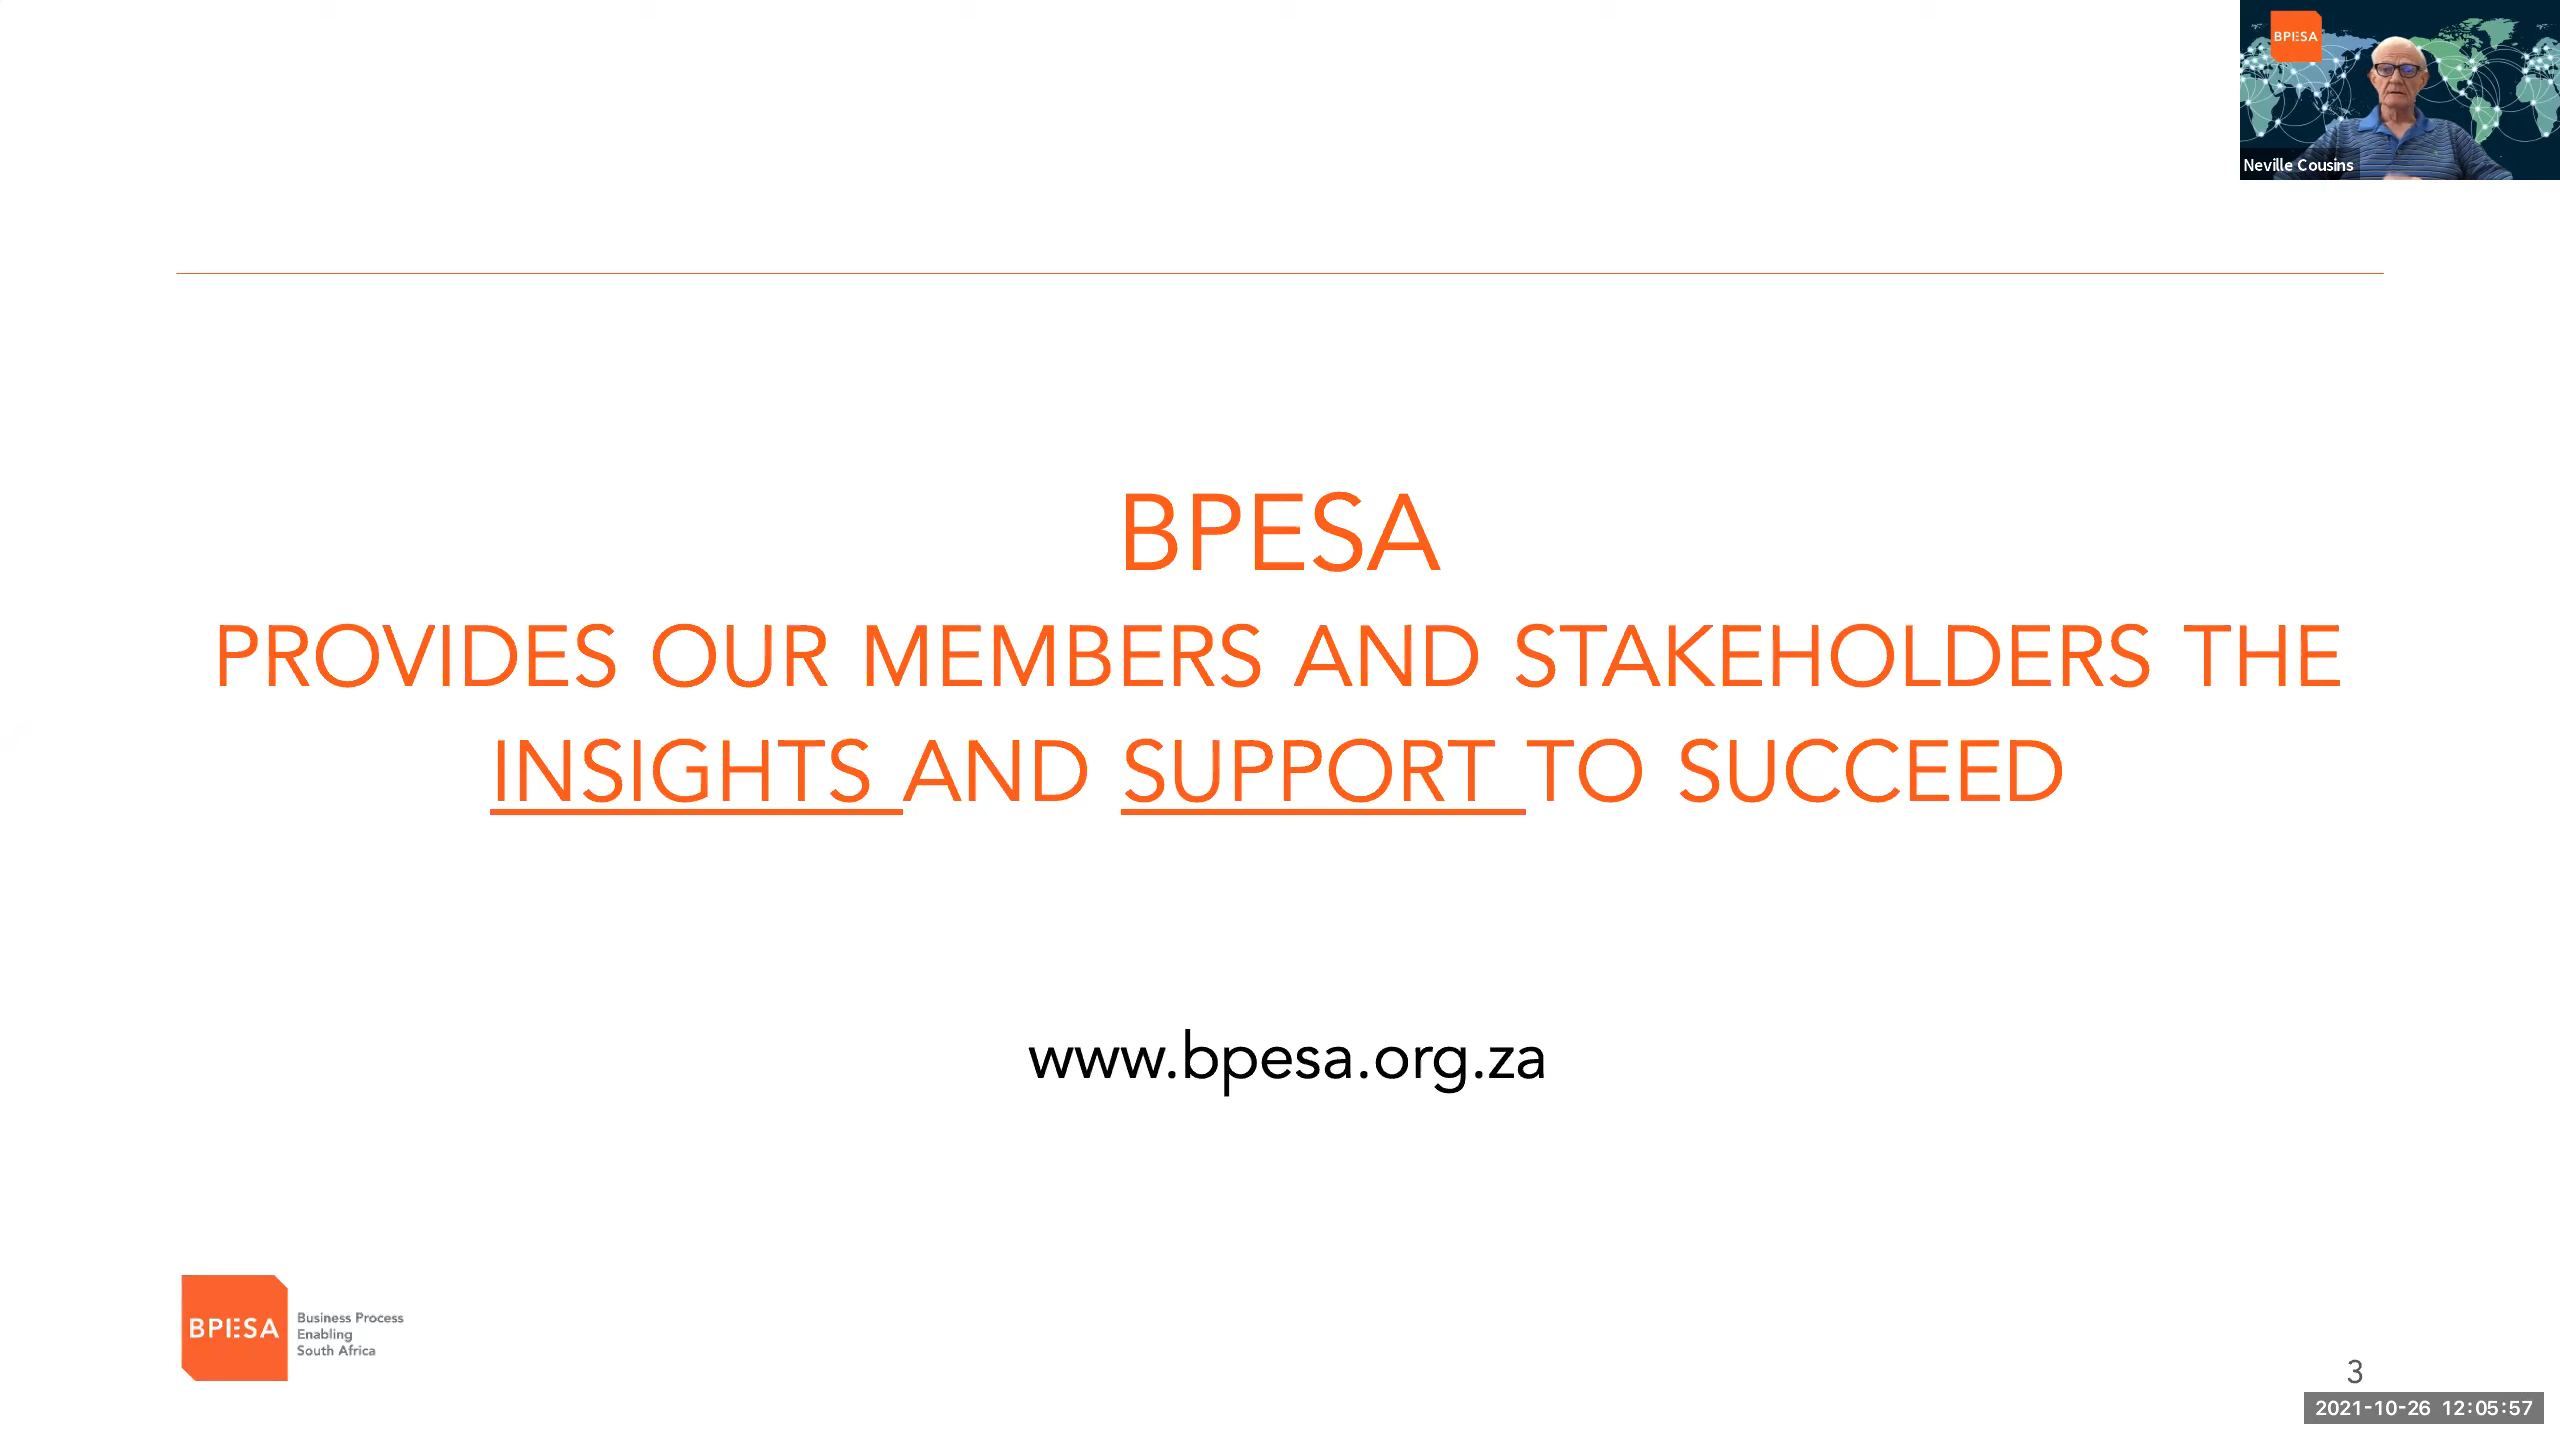 BPESA
Neville Cousins
BPESA
PROVIDES OUR MEMBERS AND STAKEHOLDERS THE
INSIGHTS AND SUPPORT TO SUCCEED
www.bpesa.org.za
BPESA
Business Process
Enabling
South Africa
3
2021-10-26 12:05:57